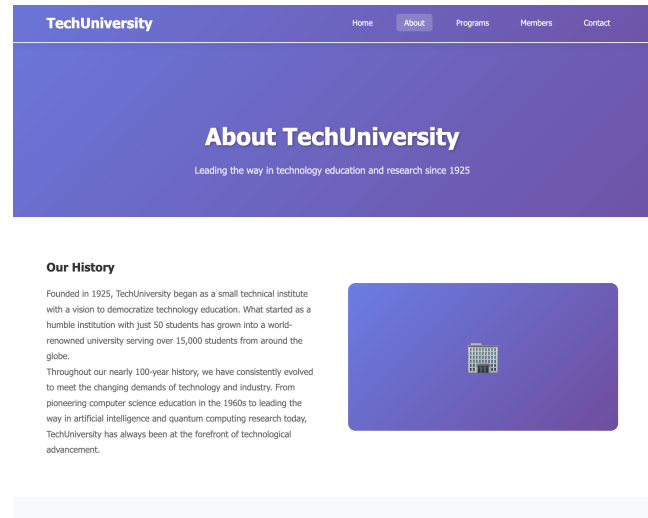 TechUniversity
Home About Programs Members Contact
About TechUniversity
Leading the way in technology education and research since 1925
Our History
Founded in 1925, TechUniversity began as a small technical institute
with a vision to democratize technology education. What started as a
humble institution with just 50 students has grown into a world-
renowned university serving over 15,000 students from around the
globe.
Throughout our nearly 100-year history, we have consistently evolved
to meet the changing demands of technology and industry. From
pioneering computer science education in the 1960s to leading the
way in artificial intelligence and quantum computing research today,
TechUniversity has always been at the forefront of technological
advancement.